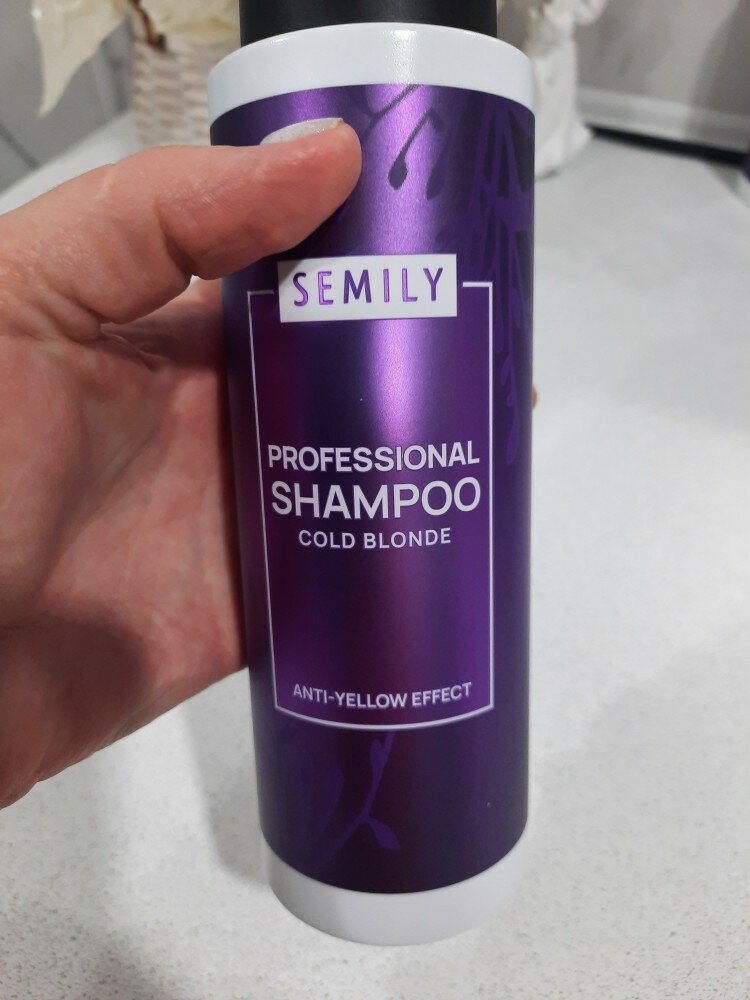 SEMILY
PROFESSIONAL
SHAMPOO
COLD BLONDE
ANTI-YELLOW EFFECT